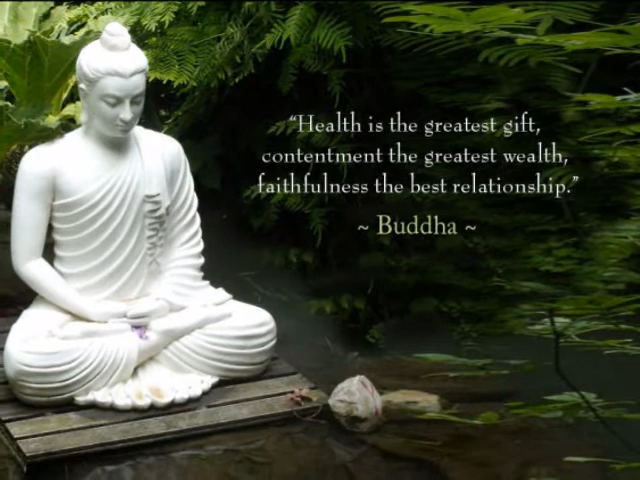 “Health is the greatest gift,
contentment the greatest wealth,
faithfulness the best relationship.”
~ Buddha ~